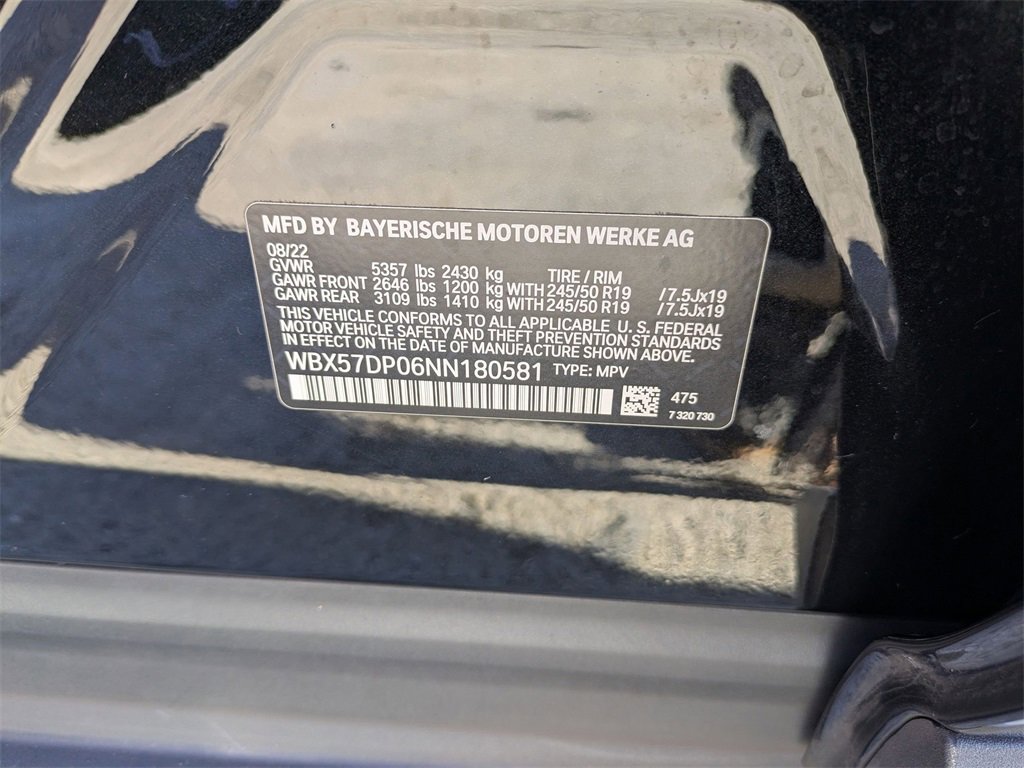 MFD BY BAYERISCHE MOTOREN WERKE AG
08/22
GVWR 5357 lbs 2430 kg TIRE / RIM
GAWR FRONT 2646 lbs 1200 kg WITH 245/50 R19 /7.5Jx19
GAWR REAR 3109 lbs 1410 kg WITH 245/50 R19 /7.5Jx19
THIS VEHICLE CONFORMS TO ALL APPLICABLE U. S. FEDERAL
MOTOR VEHICLE SAFETY AND THEFT PREVENTION STANDARDS
IN EFFECT ON THE DATE OF MANUFACTURE SHOWN ABOVE.
WBX57DP06NN180581 TYPE: MPV
475
7 320 730